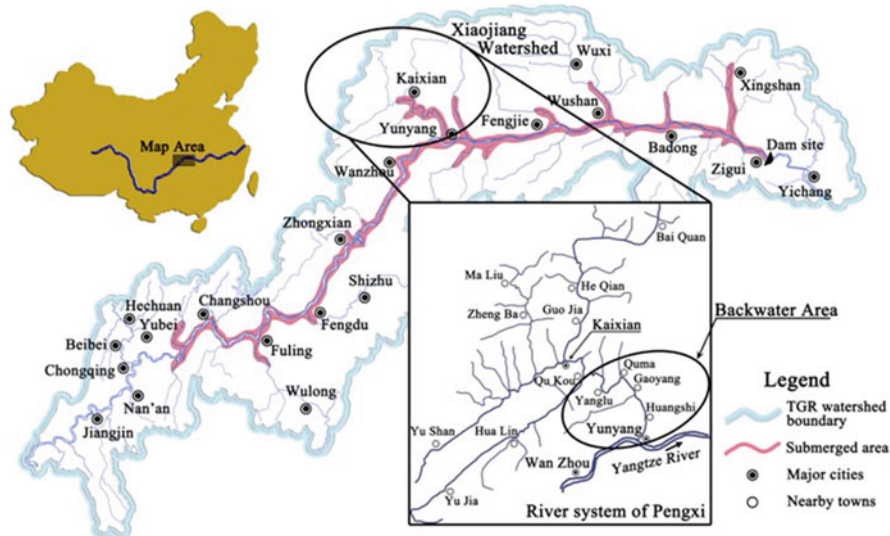 Xiaojiang
Watershed
Wuxi
Kaixian
Xingshan
Wushan
Yunyang
Fengjie
Map Area
Badong
Dam site
Wanzhou
Zigui
Yichang
Zhongxian
Shizhu
Hechuan
Changshou
Yubei
Fengdu
Beibei
Fuling
Chongqing
Wulong
Nan'an
Jiangjin
Bai Quan
Ma Liu
He Qian
Zheng Ba
Guo Jia
Kaixian
Backwater Area
Quma
Qu Kou
Gaoyang
Yanglu
Huangshi
Yunyang
Yu Shan
Hua Lin
Wan Zhou
Yangtze River
Yu Jia
River system of Pengxi
Legend
TGR watershed
boundary
Submerged area
Major cities
Nearby towns